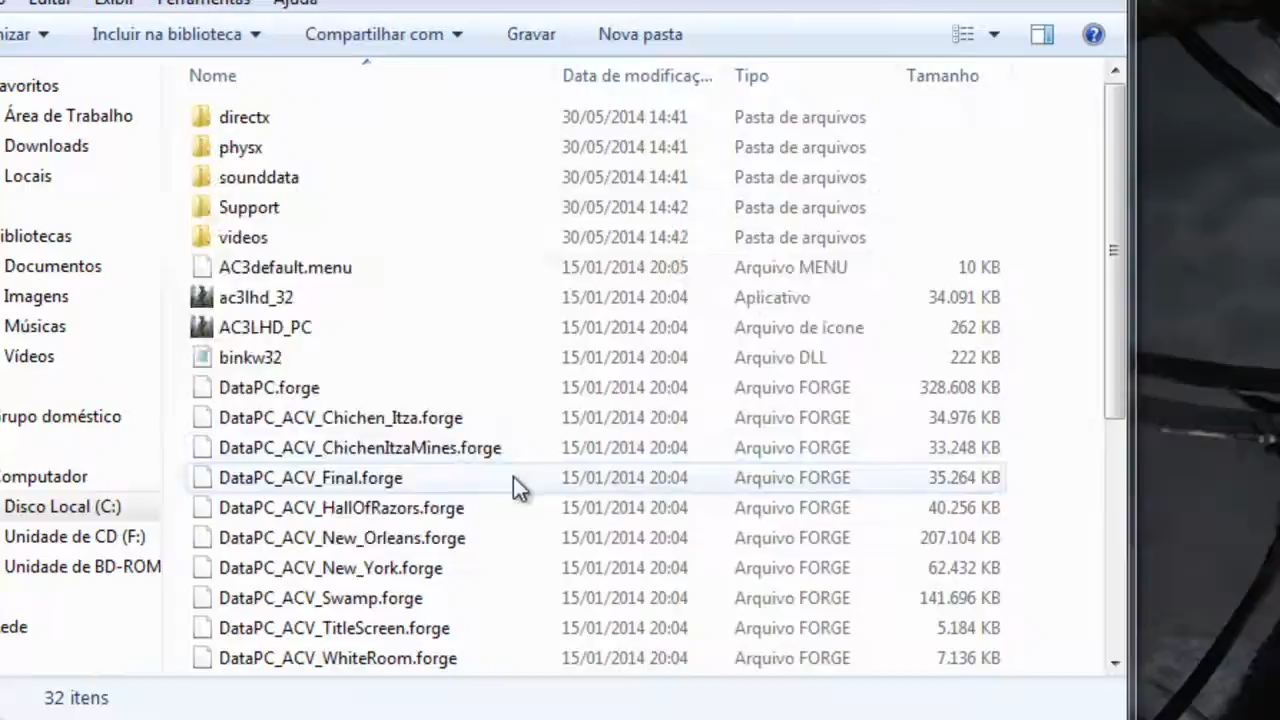 Editar Exibir Ferramentas Ajuda
Incluir na biblioteca Compartilhar com Gravar Nova pasta
Nome Data de modificaç... Tipo Tamanho
avoritos
Área de Trabalho
Downloads
Locais
ibliotecas
Documentos
Imagens
Músicas
Vídeos
rupo doméstico
omputador
Disco Local (C:)
Unidade de CD (F:)
Unidade de BD-ROM
ede
directx 30/05/2014 14:41 Pasta de arquivos
physx 30/05/2014 14:41 Pasta de arquivos
sounddata 30/05/2014 14:41 Pasta de arquivos
Support 30/05/2014 14:42 Pasta de arquivos
videos 30/05/2014 14:42 Pasta de arquivos
AC3default.menu 15/01/2014 20:05 Arquivo MENU 10 KB
ac3lhd_32 15/01/2014 20:04 Aplicativo 34.091 KB
AC3LHD_PC 15/01/2014 20:04 Arquivo de ícone 262 KB
binkw32 15/01/2014 20:04 Arquivo DLL 222 KB
DataPC.forge 15/01/2014 20:04 Arquivo FORGE 328.608 KB
DataPC_ACV_Chichen_Itza.forge 15/01/2014 20:04 Arquivo FORGE 34.976 KB
DataPC_ACV_ChichenItzaMines.forge 15/01/2014 20:04 Arquivo FORGE 33.248 KB
DataPC_ACV_Final.forge 15/01/2014 20:04 Arquivo FORGE 35.264 KB
DataPC_ACV_HallOfRazors.forge 15/01/2014 20:04 Arquivo FORGE 40.256 KB
DataPC_ACV_New_Orleans.forge 15/01/2014 20:04 Arquivo FORGE 207.104 KB
DataPC_ACV_New_York.forge 15/01/2014 20:04 Arquivo FORGE 62.432 KB
DataPC_ACV_Swamp.forge 15/01/2014 20:04 Arquivo FORGE 141.696 KB
DataPC_ACV_TitleScreen.forge 15/01/2014 20:04 Arquivo FORGE 5.184 KB
DataPC_ACV_WhiteRoom.forge 15/01/2014 20:04 Arquivo FORGE 7.136 KB
32 itens